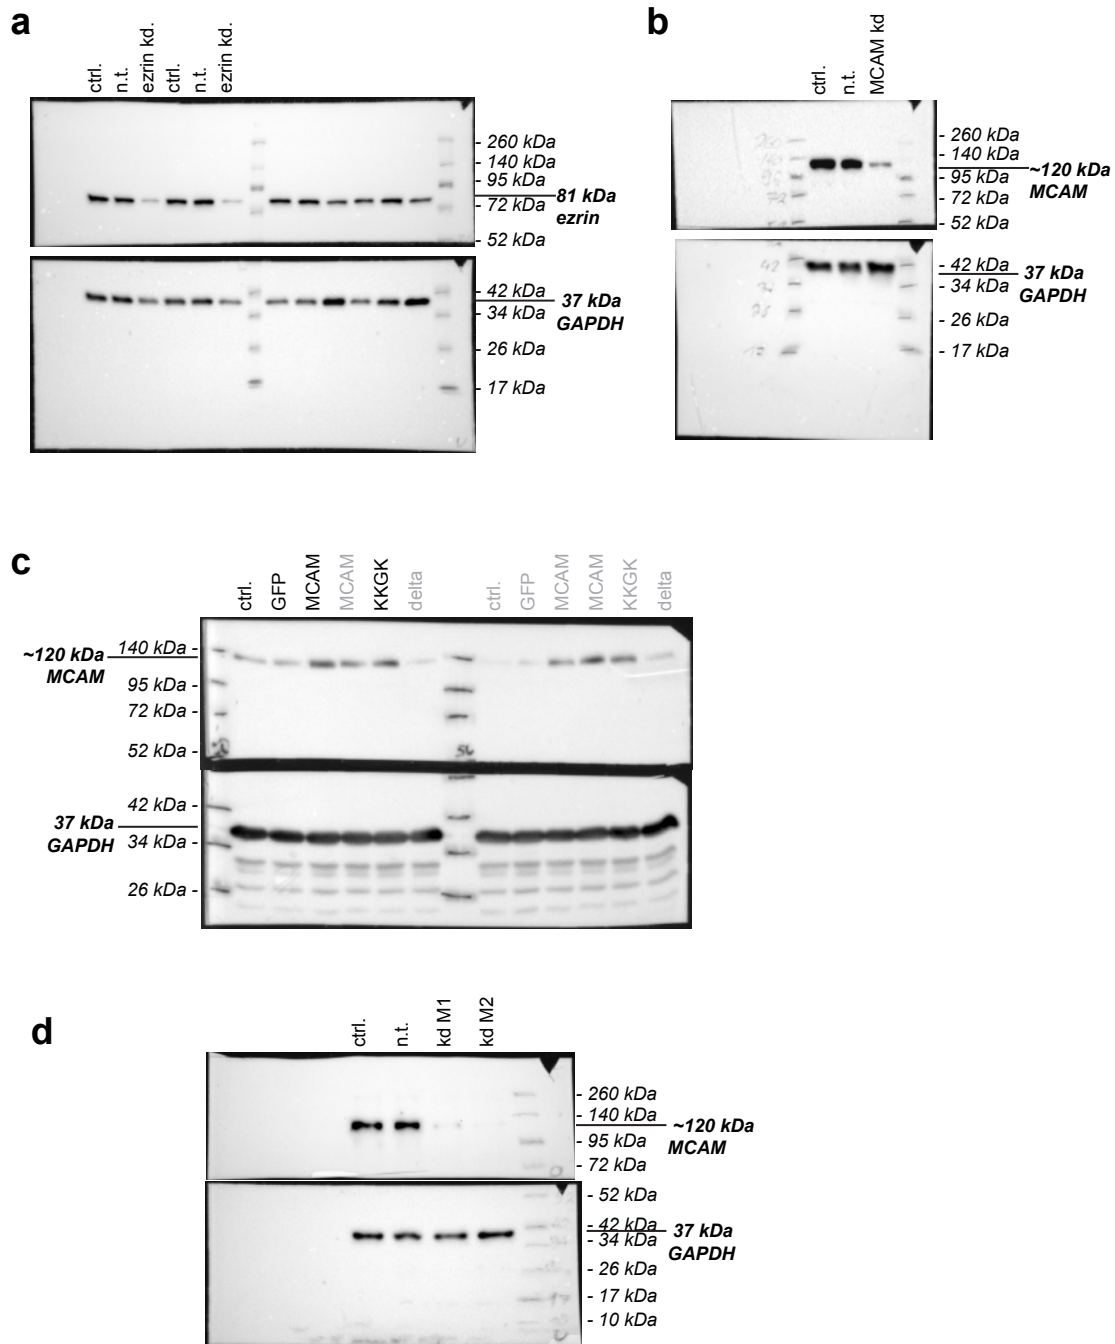 a
ctrl.
n.t.
ezrin kd.
ctrl.
n.t.
ezrin kd.
- 260 kDa
- 140 kDa
- 95 kDa
81 kDa
ezrin
- 72 kDa
- 52 kDa
- 42 kDa
37 kDa
GAPDH
- 34 kDa
- 26 kDa
- 17 kDa
b
ctrl.
n.t.
MCAM kd
- 260 kDa
- 140 kDa
~120 kDa
MCAM
- 95 kDa
- 72 kDa
- 52 kDa
- 42 kDa
37 kDa
GAPDH
- 34 kDa
- 26 kDa
- 17 kDa
c
ctrl.
GFP
MCAM
MCAM
KKGK
delta
ctrl.
GFP
MCAM
MCAM
KKGK
delta
140 kDa -
~120 kDa
MCAM
95 kDa -
72 kDa -
52 kDa -
42 kDa -
37 kDa
GAPDH
34 kDa -
26 kDa -
d
ctrl.
n.t.
kd M1
kd M2
- 260 kDa
- 140 kDa
~120 kDa
MCAM
- 95 kDa
- 72 kDa
- 52 kDa
- 42 kDa
37 kDa
GAPDH
- 34 kDa
- 26 kDa
- 17 kDa
- 10 kDa